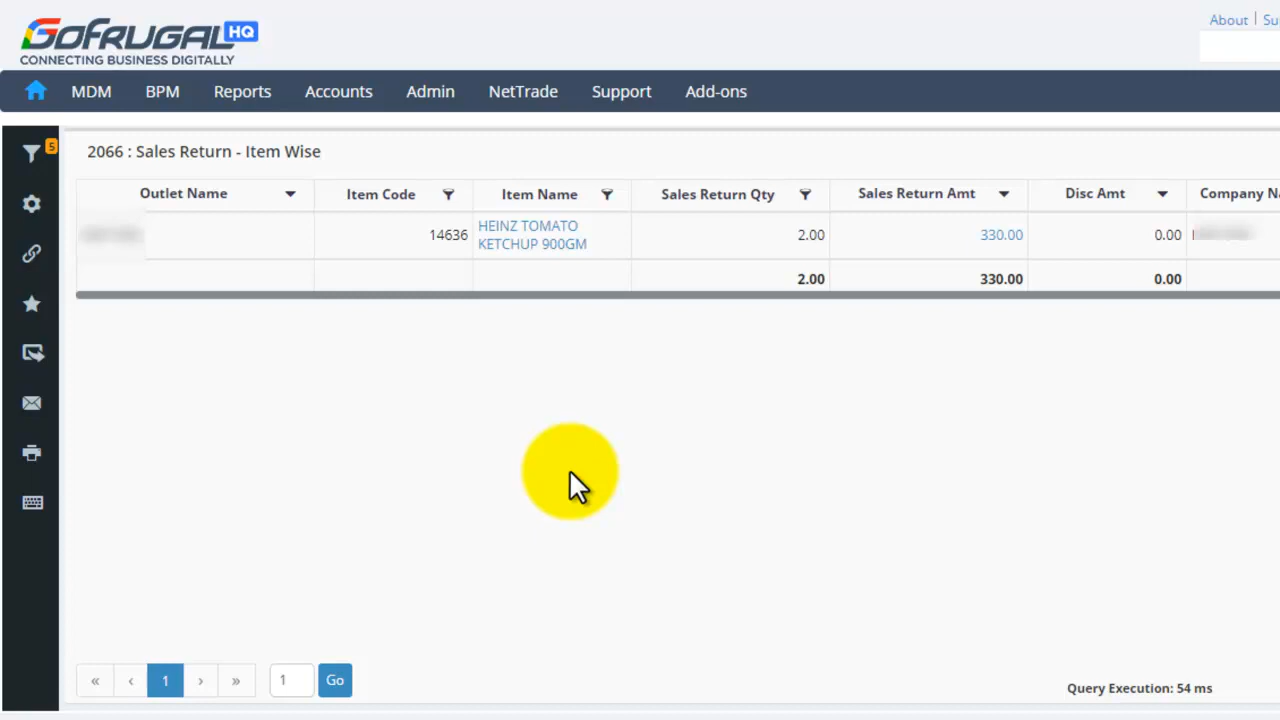 GOFRUGAL HQ
CONNECTING BUSINESS DIGITALLY
About | Su
MDM BPM Reports Accounts Admin NetTrade Support Add-ons
5
2066 : Sales Return - Item Wise
Outlet Name Item Code Item Name Sales Return Qty Sales Return Amt Disc Amt Company Na
14636 HEINZ TOMATO KETCHUP 900GM 2.00 330.00 0.00
2.00 330.00 0.00
« ‹ 1 › » 1 Go
Query Execution: 54 ms